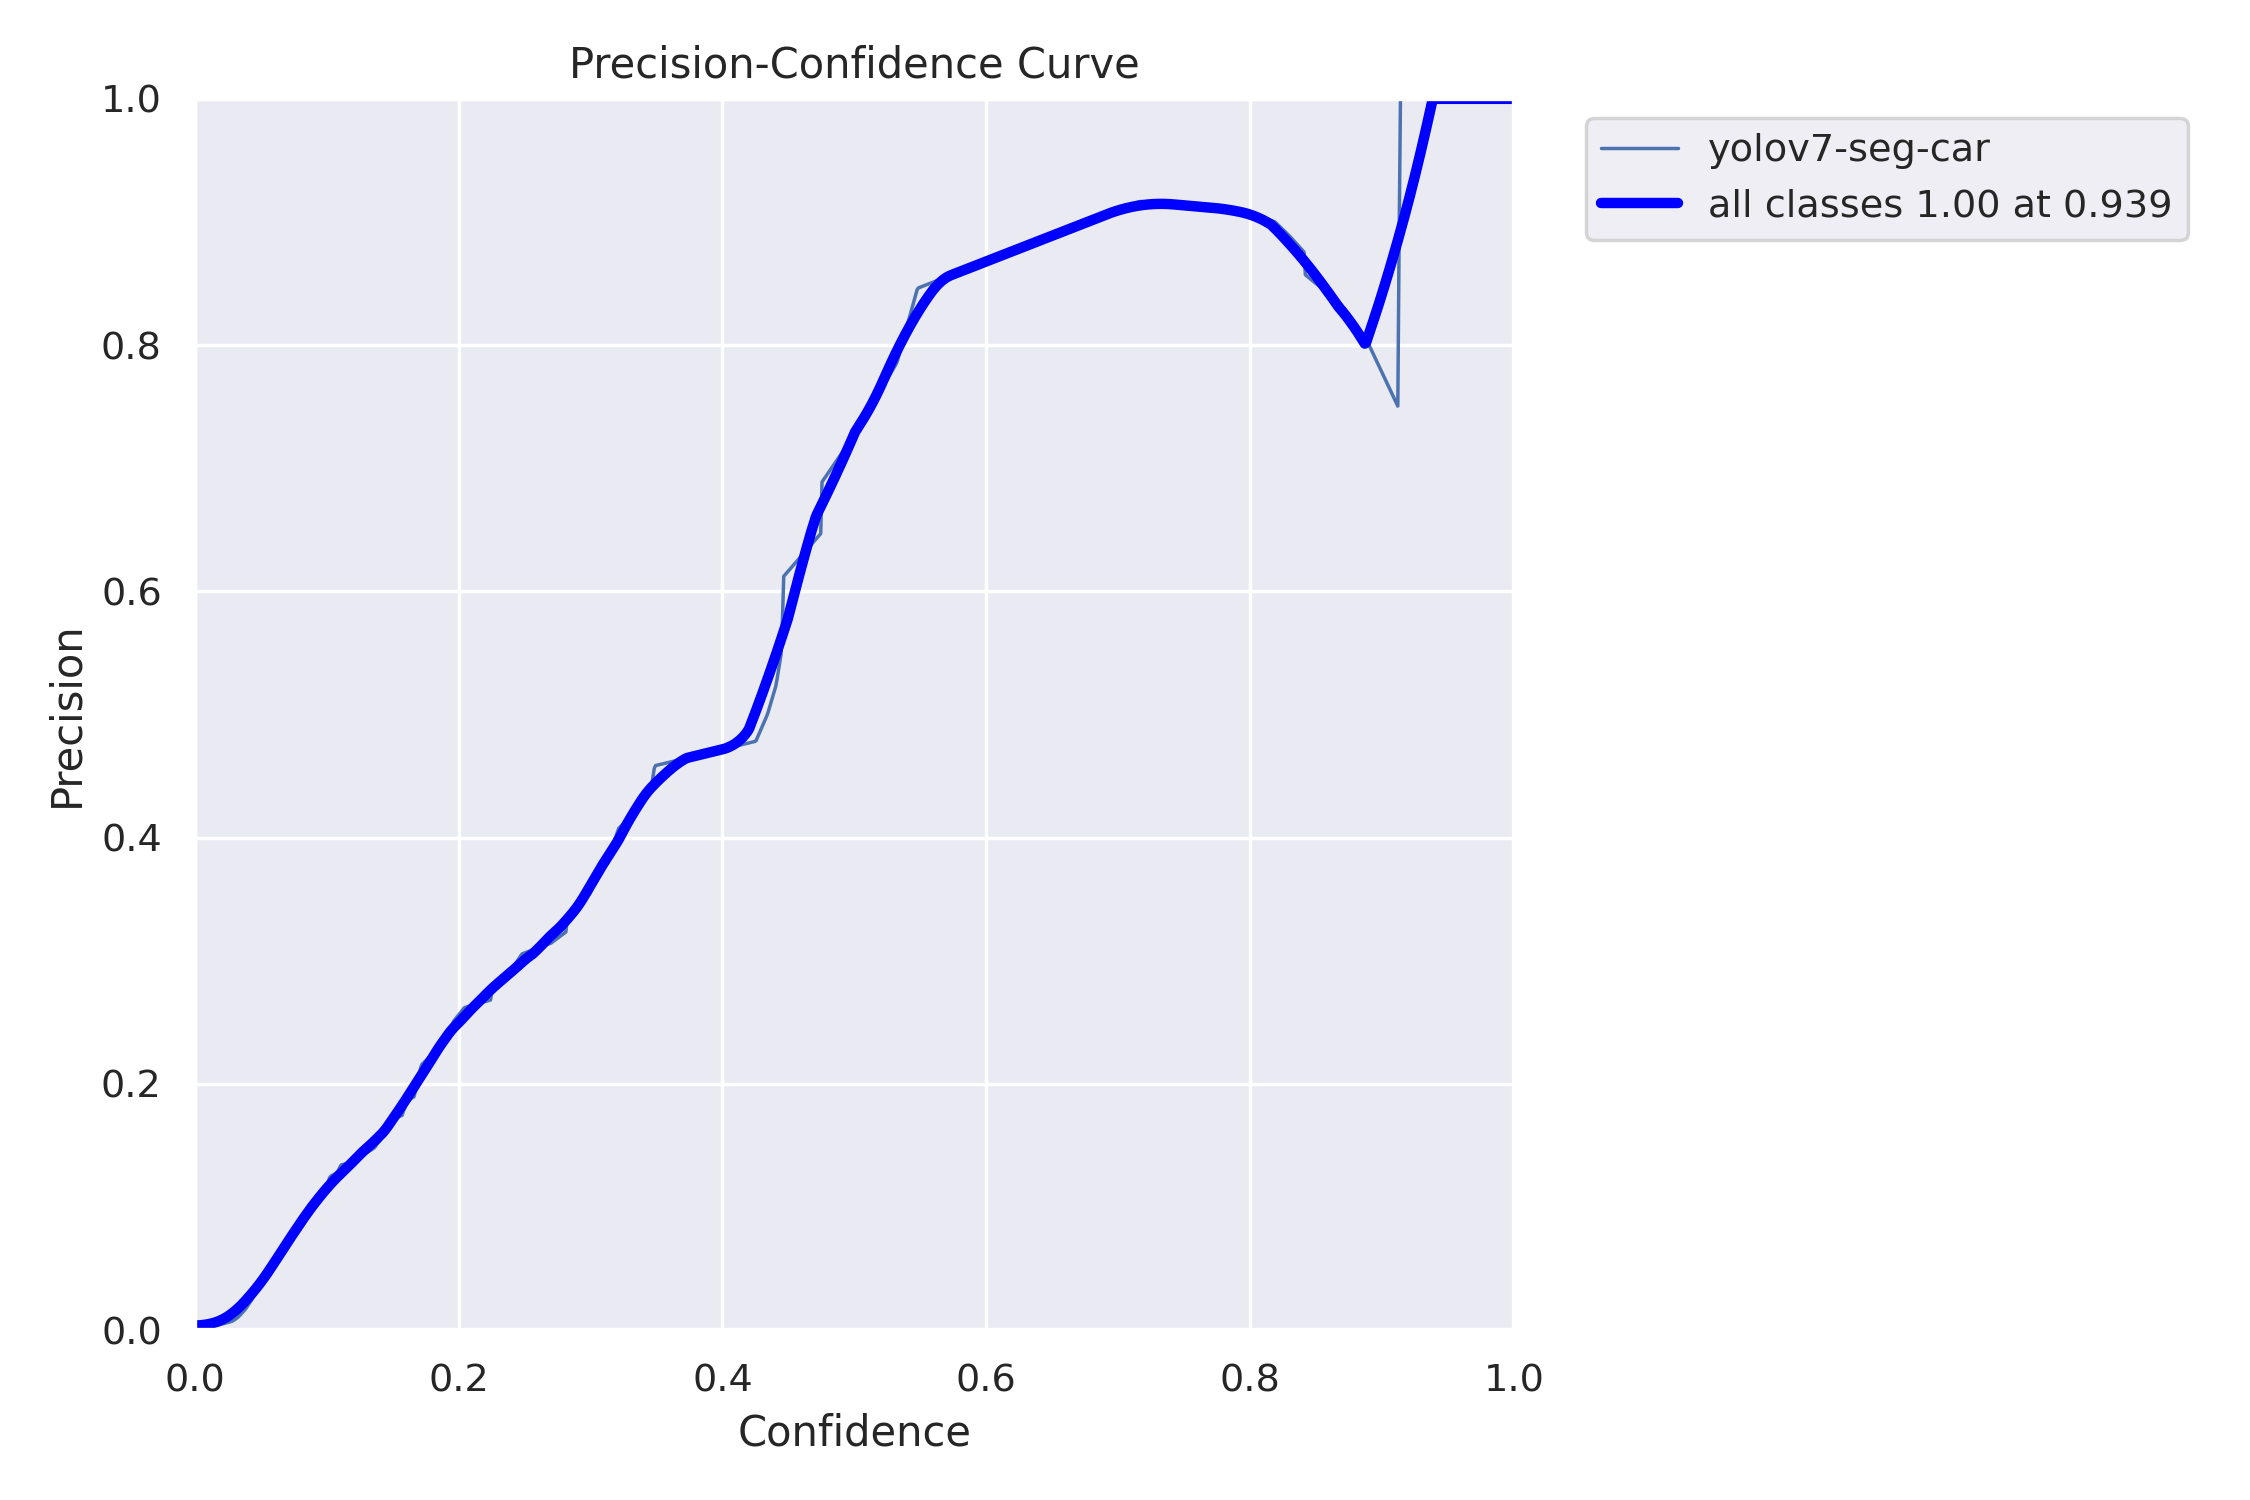 Precision-Confidence Curve
1.0
0.8
0.6
0.4
0.2
0.0
Precision
0.0 0.2 0.4 0.6 0.8 1.0
Confidence
yolov7-seg-car
all classes 1.00 at 0.939